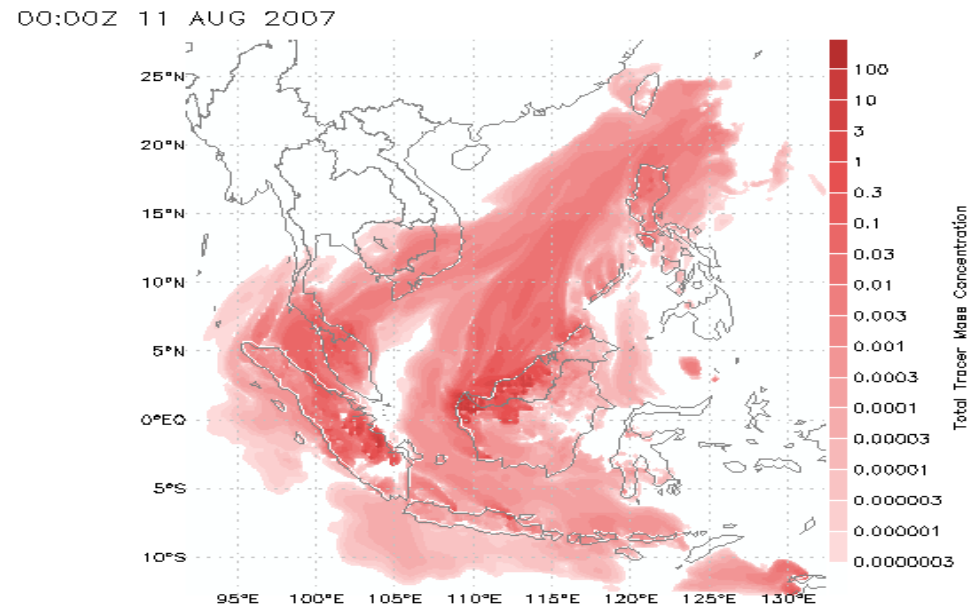 00:00Z 11 AUG 2007
25°N
20°N
15°N
10°N
5°N
0°EQ
5°S
10°S
95°E 100°E 105°E 110°E 115°E 120°E 125°E 130°E
100
10
3
1
0.3
0.1
0.03
0.01
0.003
0.001
0.0003
0.0001
0.00003
0.00001
0.000003
0.000001
0.0000003
Total Tracer Mass Concentration